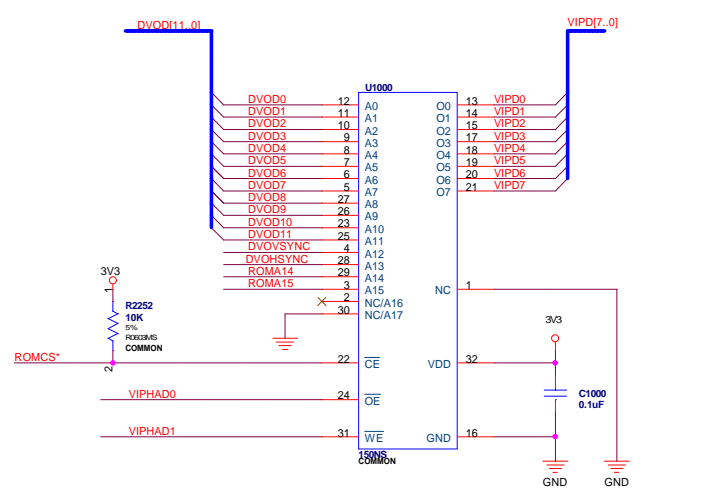 DVOD[11..0]
VIPD[7..0]
U1000
DVOD0 12 A0 O0 13 VIPD0
DVOD1 11 A1 O1 14 VIPD1
DVOD2 10 A2 O2 15 VIPD2
DVOD3 9 A3 O3 17 VIPD3
DVOD4 8 A4 O4 18 VIPD4
DVOD5 7 A5 O5 19 VIPD5
DVOD6 6 A6 O6 20 VIPD6
DVOD7 5 A7 O7 21 VIPD7
DVOD8 27 A8
DVOD9 26 A9
DVOD10 23 A10
DVOD11 25 A11
DVOVSYNC 4 A12
DVOHSYNC 28 A13
ROMA14 29 A14
ROMA15 3 A15 NC 1
2 NC/A16
30 NC/A17
3V3
1
R2252
10K
5%
R0603MS
COMMON
2
3V3
ROMCS* 22 CE VDD 32
C1000
0.1uF
VIPHAD0 24 OE
VIPHAD1 31 WE GND 16
150NS
COMMON
GND GND